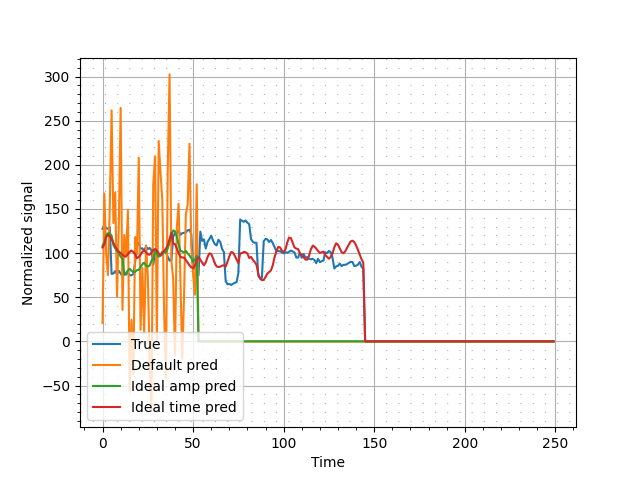 300
250
200
150
100
50
0
−50
Normalized signal
True
Default pred
Ideal amp pred
Ideal time pred
0 50 100 150 200 250
Time